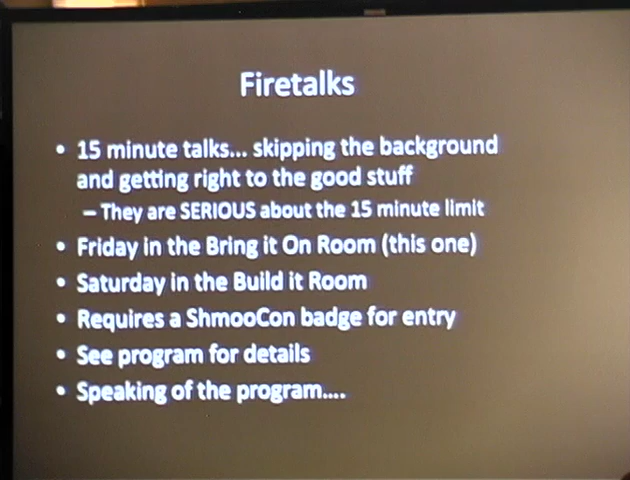 Firetalks
• 15 minute talks... skipping the background
and getting right to the good stuff
– They are SERIOUS about the 15 minute limit
• Friday in the Bring it On Room (this one)
• Saturday in the Build it Room
• Requires a ShmooCon badge for entry
• See program for details
• Speaking of the program....